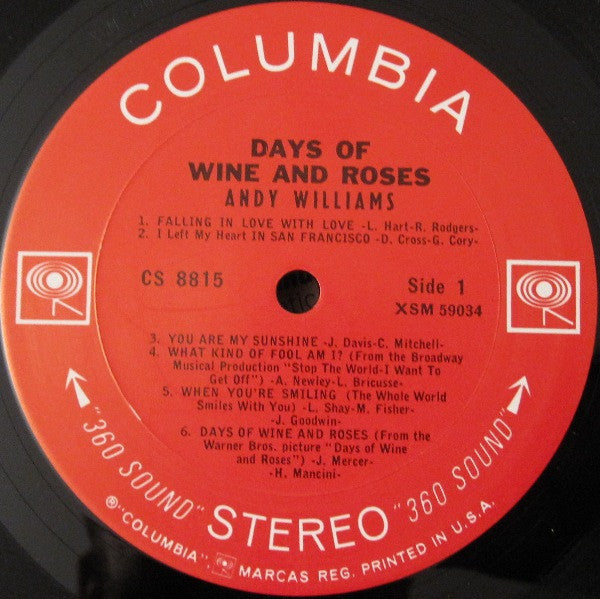 COLUMBIA
DAYS OF
WINE AND ROSES
ANDY WILLIAMS
1. FALLING IN LOVE WITH LOVE -L. Hart-R. Rodgers-
2. I Left My Heart IN SAN FRANCISCO -D. Cross-G. Cory-
CS 8815
Side 1
XSM 59034
3. YOU ARE MY SUNSHINE -J. Davis-C. Mitchell-
4. WHAT KIND OF FOOL AM I? (From the Broadway
Musical Production "Stop The World-I Want To
Get Off") -A. Newley-L. Bricusse-
5. WHEN YOU'RE SMILING (The Whole World
Smiles With You) -L. Shay-M. Fisher-
-J. Goodwin-
6. DAYS OF WINE AND ROSES (From the
Warner Bros. picture "Days of Wine
and Roses") -J. Mercer-
-H. Mancini-
"360 SOUND" STEREO "360 SOUND"
®"COLUMBIA", MARCAS REG. PRINTED IN U.S.A.